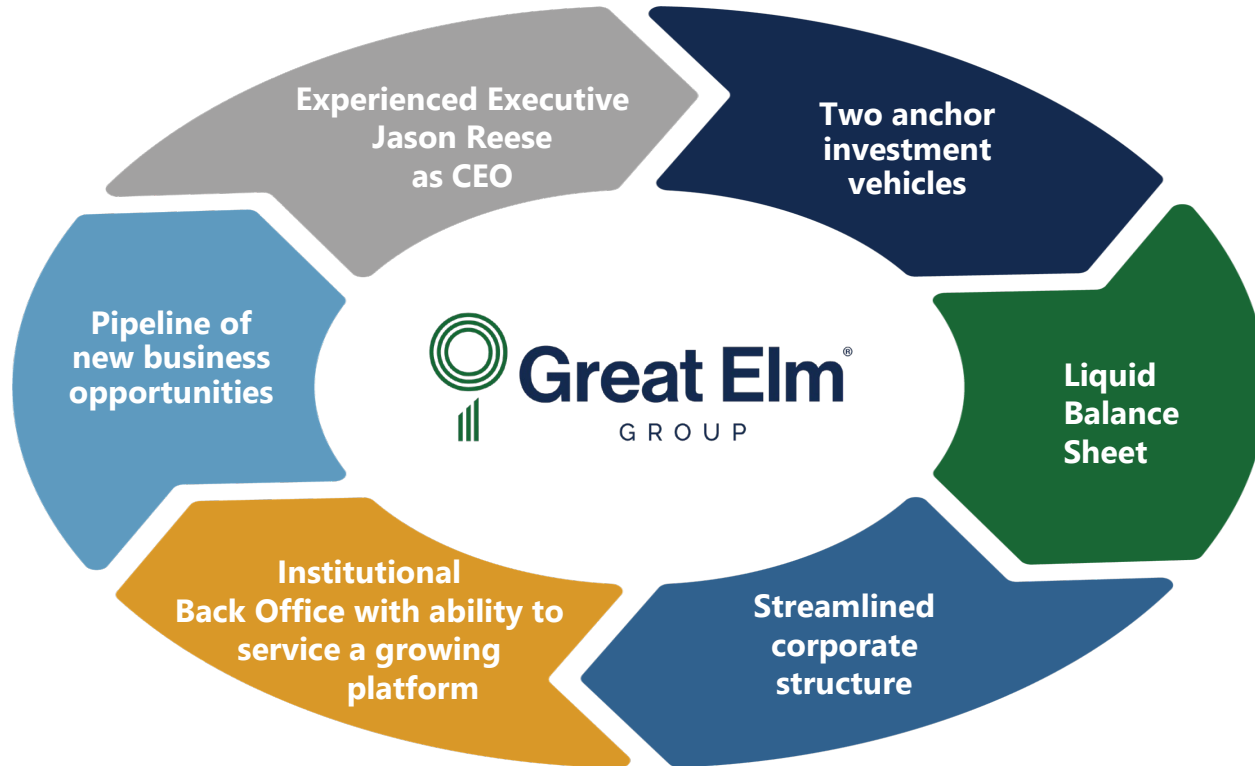 Experienced Executive
Jason Reese
as CEO
Two anchor
investment
vehicles
Liquid
Balance
Sheet
Streamlined
corporate
structure
Institutional
Back Office with ability to
service a growing
platform
Pipeline of
new business
opportunities
Great Elm®
GROUP